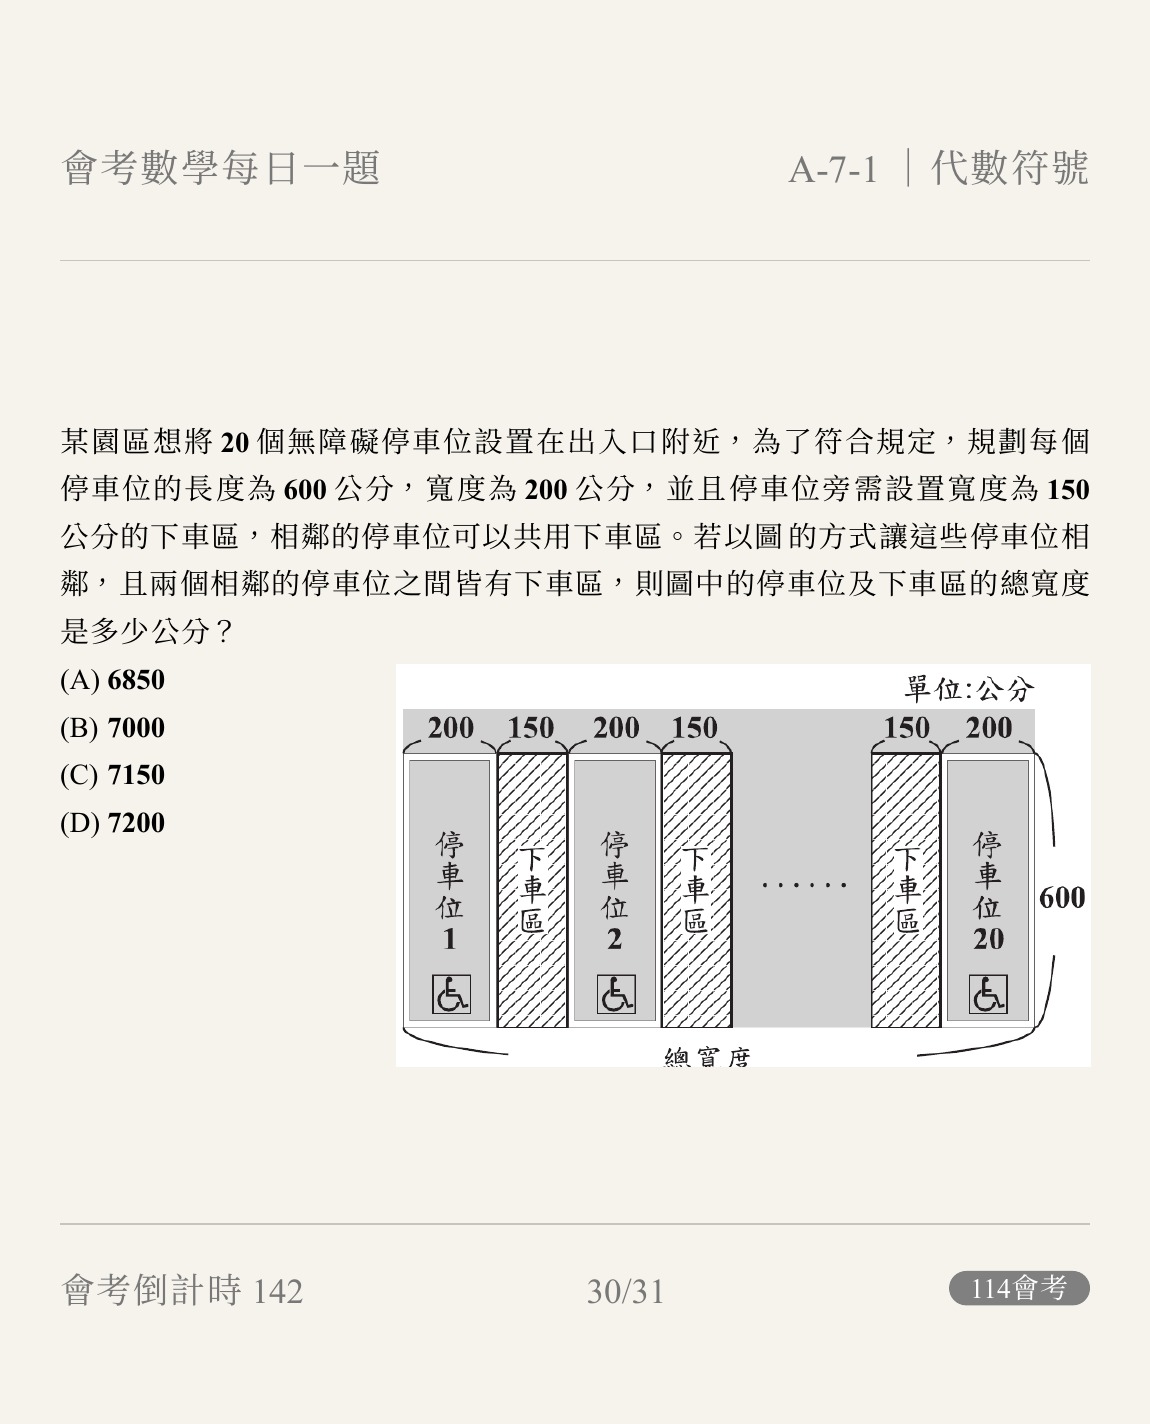 會考數學每日一題
A-7-1｜代數符號
某園區想將 20 個無障礙停車位設置在出入口附近，為了符合規定，規劃每個
停車位的長度為 600 公分，寬度為 200 公分，並且停車位旁需設置寬度為 150
公分的下車區，相鄰的停車位可以共用下車區。若以圖的方式讓這些停車位相
鄰，且兩個相鄰的停車位之間皆有下車區，則圖中的停車位及下車區的總寬度
是多少公分？
(A) 6850
(B) 7000
(C) 7150
(D) 7200
單位:公分
200 150 200 150 150 200
停車位1
下車區
停車位2
下車區
······
下車區
停車位20
600
總寬度
會考倒計時 142
30/31
114會考